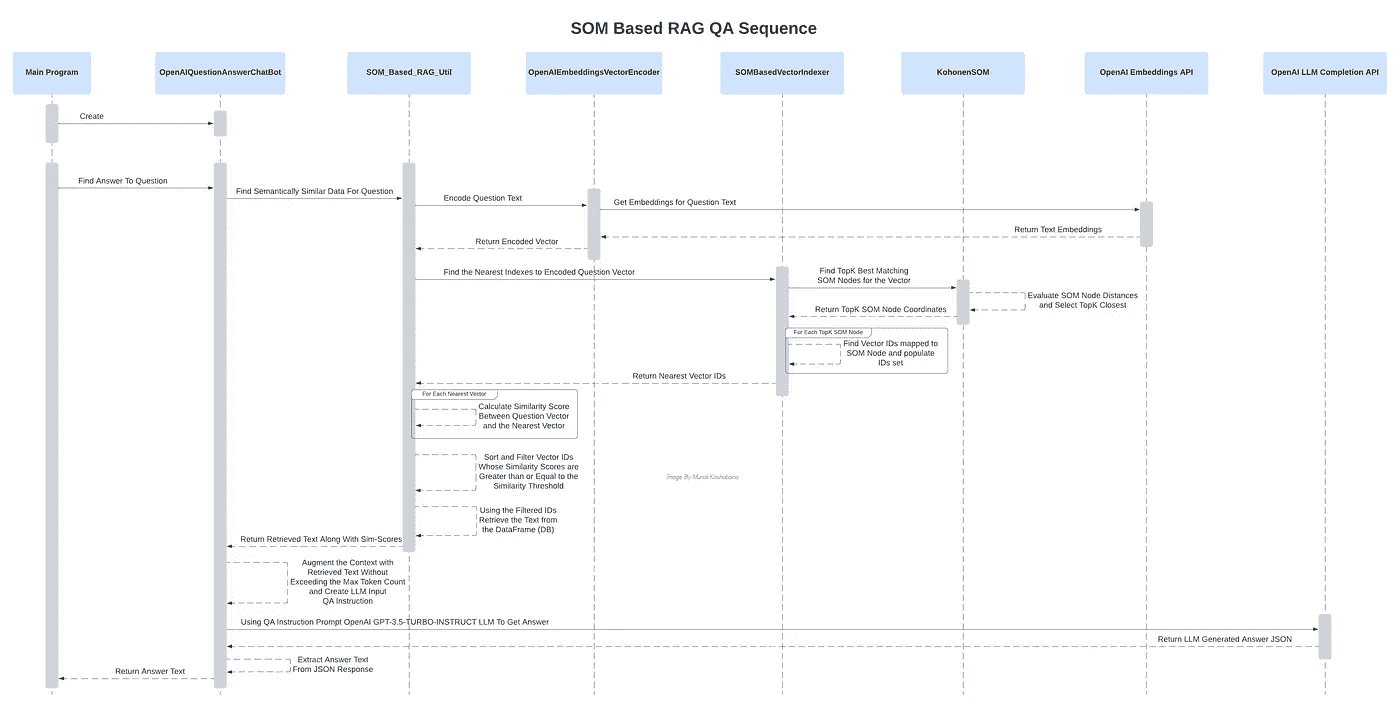 SOM Based RAG QA Sequence
Main Program
OpenAIQuestionAnswerChatBot
SOM_Based_RAG_Util
OpenAIEmbeddingsVectorEncoder
SOMBasedVectorIndexer
KohonenSOM
OpenAI Embeddings API
OpenAI LLM Completion API
Create
Find Answer To Question
Find Semantically Similar Data For Question
Encode Question Text
Get Embeddings for Question Text
Return Text Embeddings
Return Encoded Vector
Find the Nearest Indexes to Encoded Question Vector
Find TopK Best Matching
SOM Nodes for the Vector
Evaluate SOM Node Distances
and Select TopK Closest
Return TopK SOM Node Coordinates
For Each TopK SOM Node
Find Vector IDs mapped to
SOM Node and populate
IDs set
Return Nearest Vector IDs
For Each Nearest Vector
Calculate Similarity Score
Between Question Vector
and the Nearest Vector
Sort and Filter Vector IDs
Whose Similarity Scores are
Greater than or Equal to the
Similarity Threshold
Image By Murali Kashaboina
Using the Filtered IDs
Retrieve the Text from
the DataFrame (DB)
Return Retrieved Text Along With Sim-Scores
Augment the Context with
Retrieved Text Without
Exceeding the Max Token Count
and Create LLM Input
QA Instruction
Using QA Instruction Prompt OpenAI GPT-3.5-TURBO-INSTRUCT LLM To Get Answer
Return LLM Generated Answer JSON
Extract Answer Text
From JSON Response
Return Answer Text